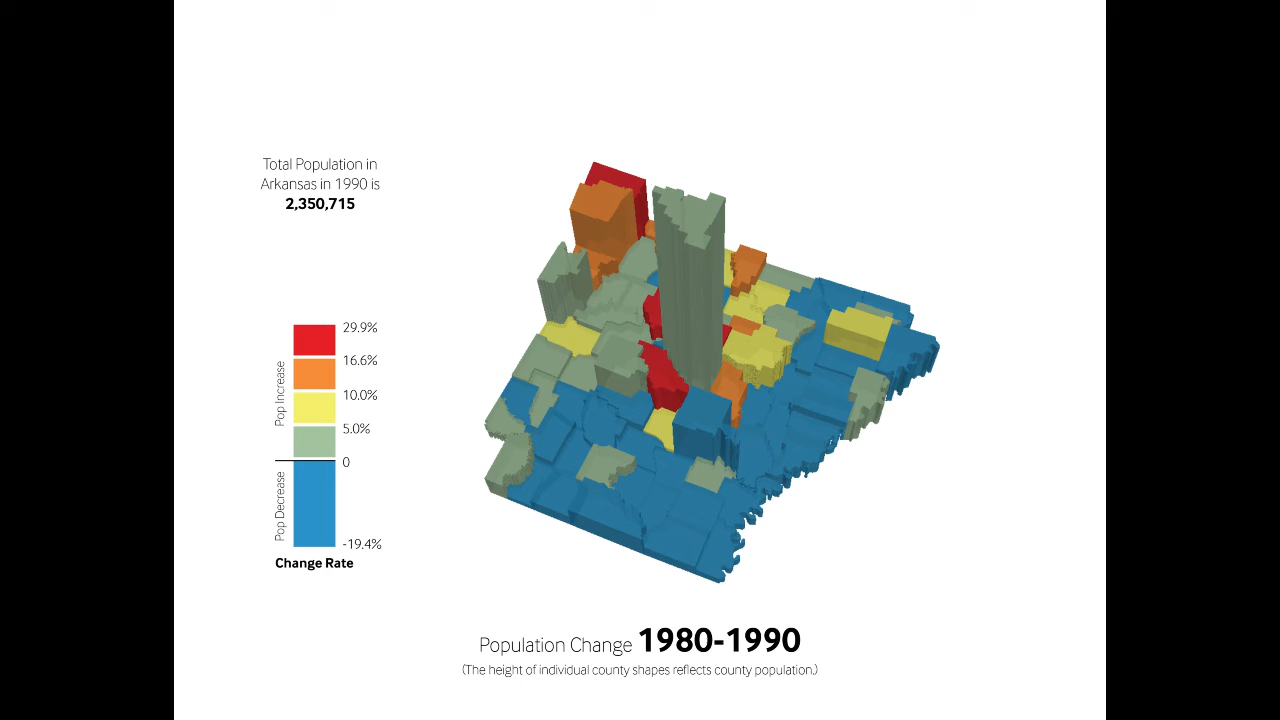 Total Population in
Arkansas in 1990 is
2,350,715
29.9%
16.6%
10.0%
5.0%
0
-19.4%
Pop Increase
Pop Decrease
Change Rate
Population Change 1980-1990
(The height of individual county shapes reflects county population.)